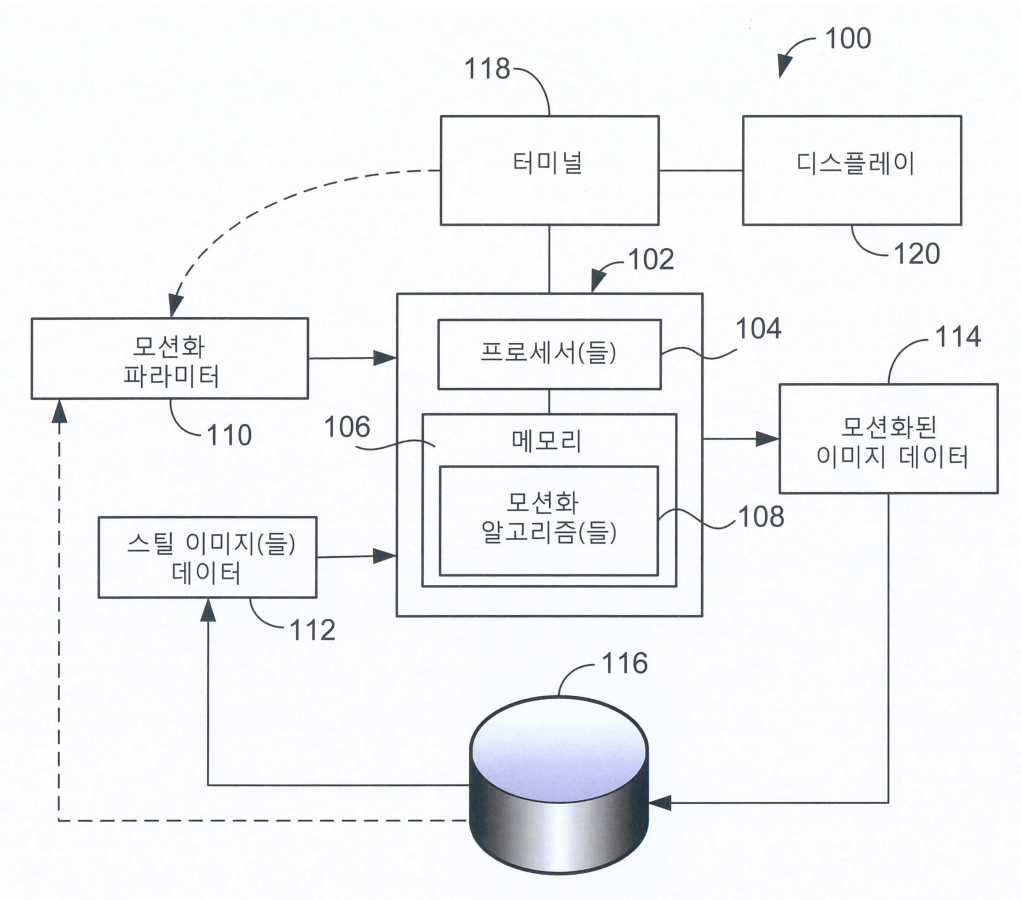 100
118
터미널
디스플레이
120
102
모션화
파라미터
110
프로세서(들)
104
106
메모리
모션화
알고리즘(들)
108
114
모션화된
이미지 데이터
스틸 이미지(들)
데이터
112
116